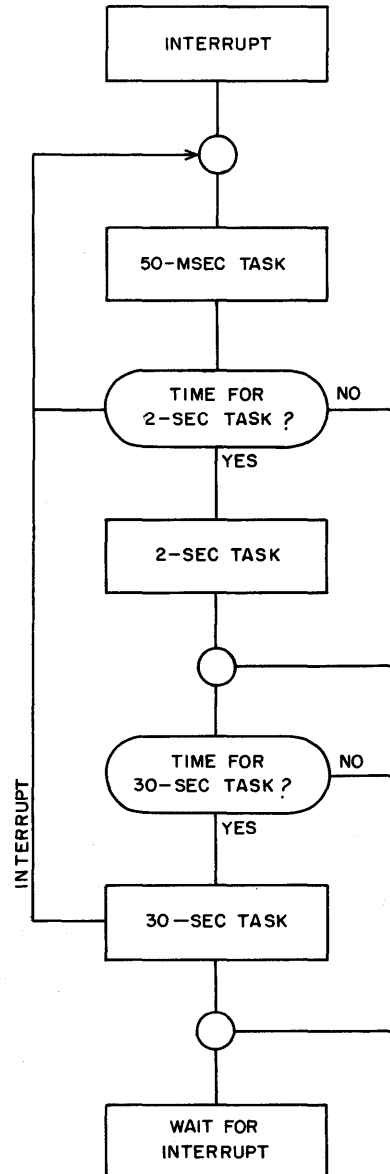 INTERRUPT
50-MSEC TASK
TIME FOR
2-SEC TASK?
NO
YES
2-SEC TASK
TIME FOR
30-SEC TASK?
NO
YES
INTERRUPT
30-SEC TASK
WAIT FOR
INTERRUPT